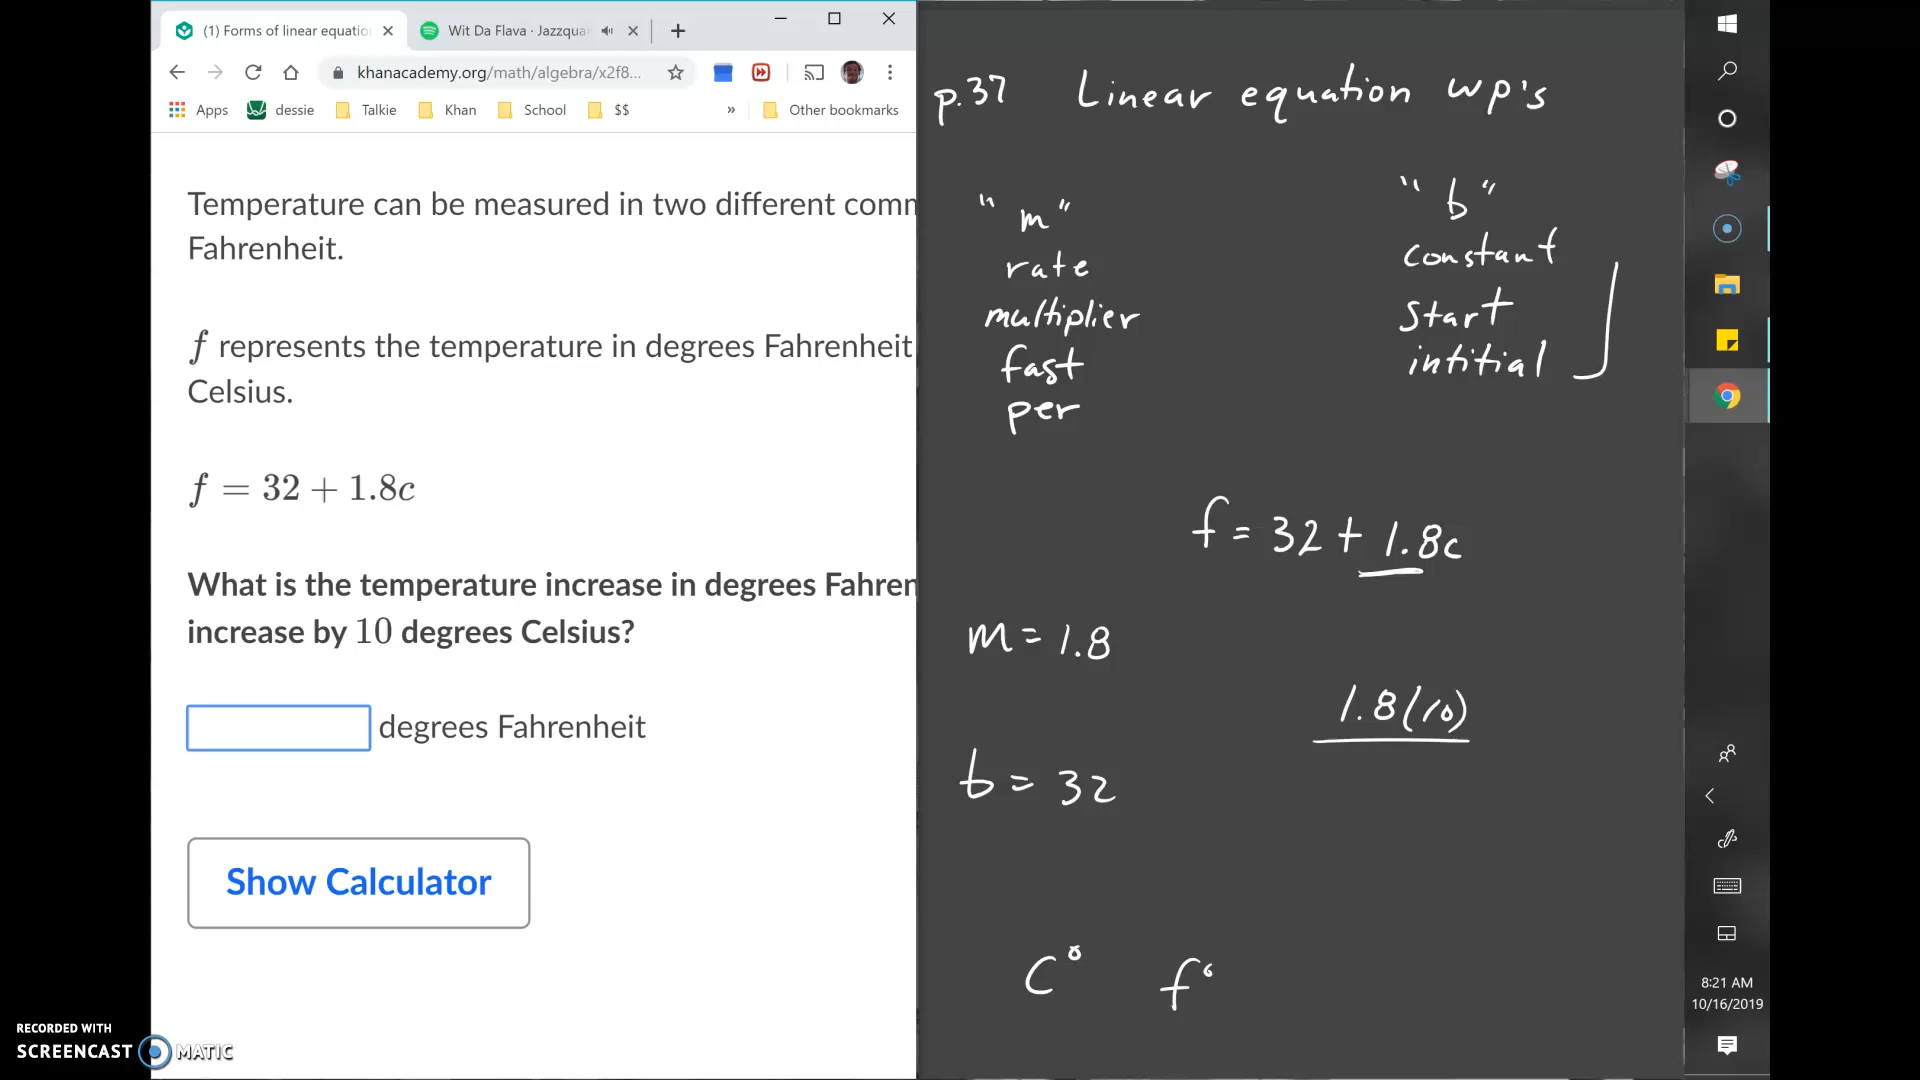 (1) Forms of linear equatio
Wit Da Flava · Jazzqua
khanacademy.org/math/algebra/x2f8...
Apps dessie Talkie Khan School $$ » Other bookmarks
Temperature can be measured in two different comm
Fahrenheit.
f represents the temperature in degrees Fahrenheit
Celsius.
f = 32 + 1.8c
What is the temperature increase in degrees Fahren
increase by 10 degrees Celsius?
degrees Fahrenheit
Show Calculator
p.37 Linear equation wp's
"m"
rate
multiplier
fast
per
"b"
constant
start
intitial
f = 32 + 1.8c
m = 1.8
1.8(10)
b = 32
C° f°
8:21 AM
10/16/2019
RECORDED WITH
SCREENCAST MATIC